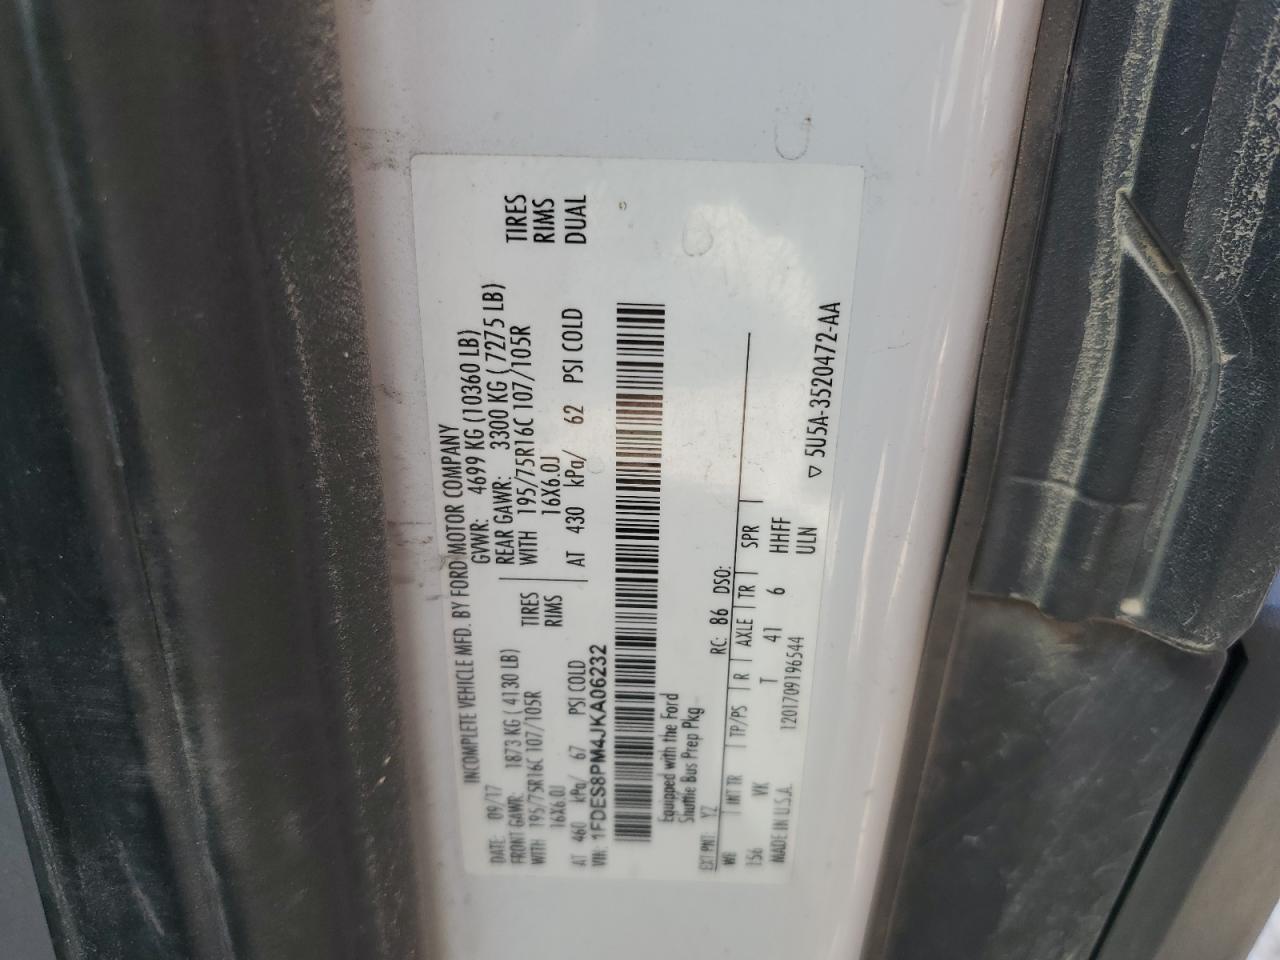 INCOMPLETE VEHICLE MFD. BY FORD MOTOR COMPANY
DATE: 09/17 GVWR: 4699 KG (10360 LB)
FRONT GAWR: 1873 KG ( 4130 LB) REAR GAWR: 3300 KG ( 7275 LB)
WITH 195/75R16C 107/105R TIRES WITH 195/75R16C 107/105R TIRES
16X6.0J RIMS 16X6.0J RIMS
AT 460 kPa/ 67 PSI COLD AT 430 kPa/ 62 PSI COLD DUAL
VIN: 1FDES8PM4JKA06232
Equipped with the Ford
Shuttle Bus Prep Pkg
EXT PNT: YZ RC: 86 DSO:
WB INT TR TP/PS R AXLE TR SPR
156 VK T 41 6 HHFF
MADE IN U.S.A. 1201709196544 ULN
▽ 5U5A-3520472-AA